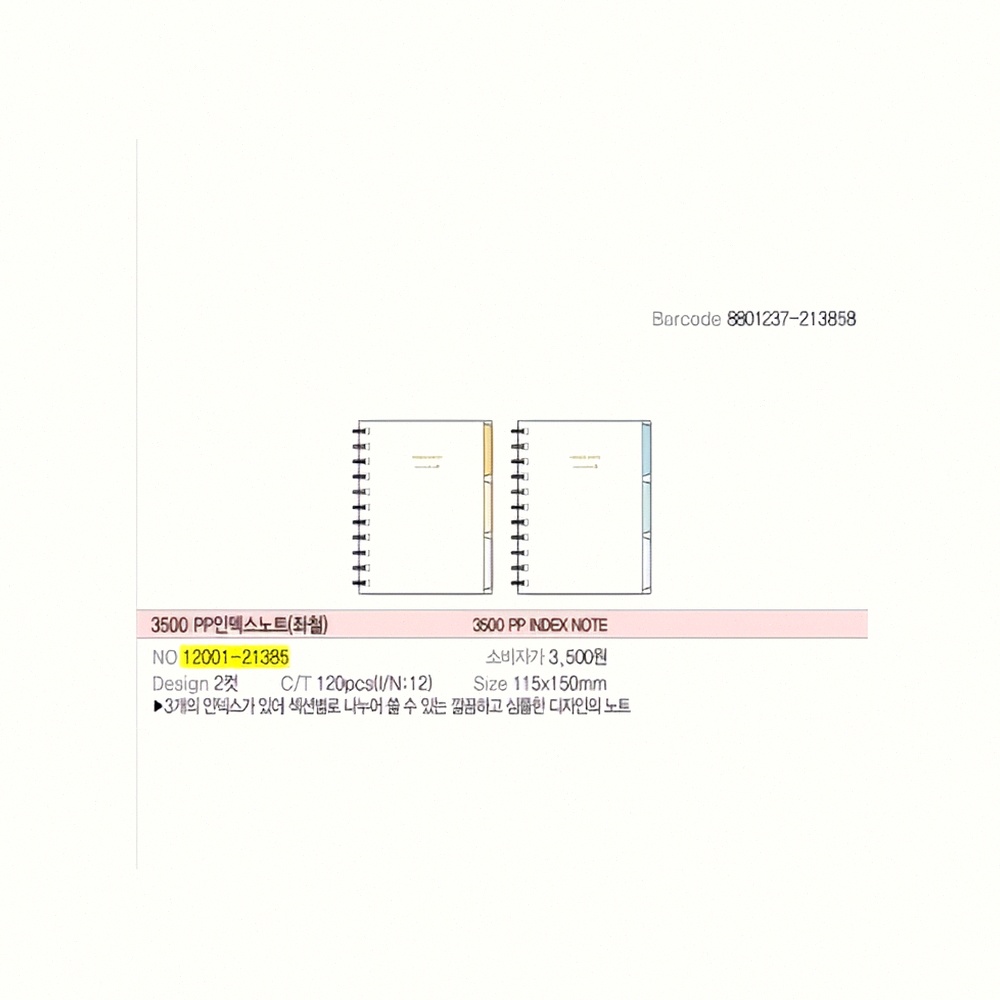 Barcode 8801237-213858
3500 PP인덱스노트(좌철) 3500 PP INDEX NOTE
NO 12001-21385 소비자가 3,500원
Design 2컷 C/T 120pcs(I/N:12) Size 115x150mm
▶3개의 인덱스가 있어 섹션별로 나누어 쓸 수 있는 깔끔하고 심플한 디자인의 노트